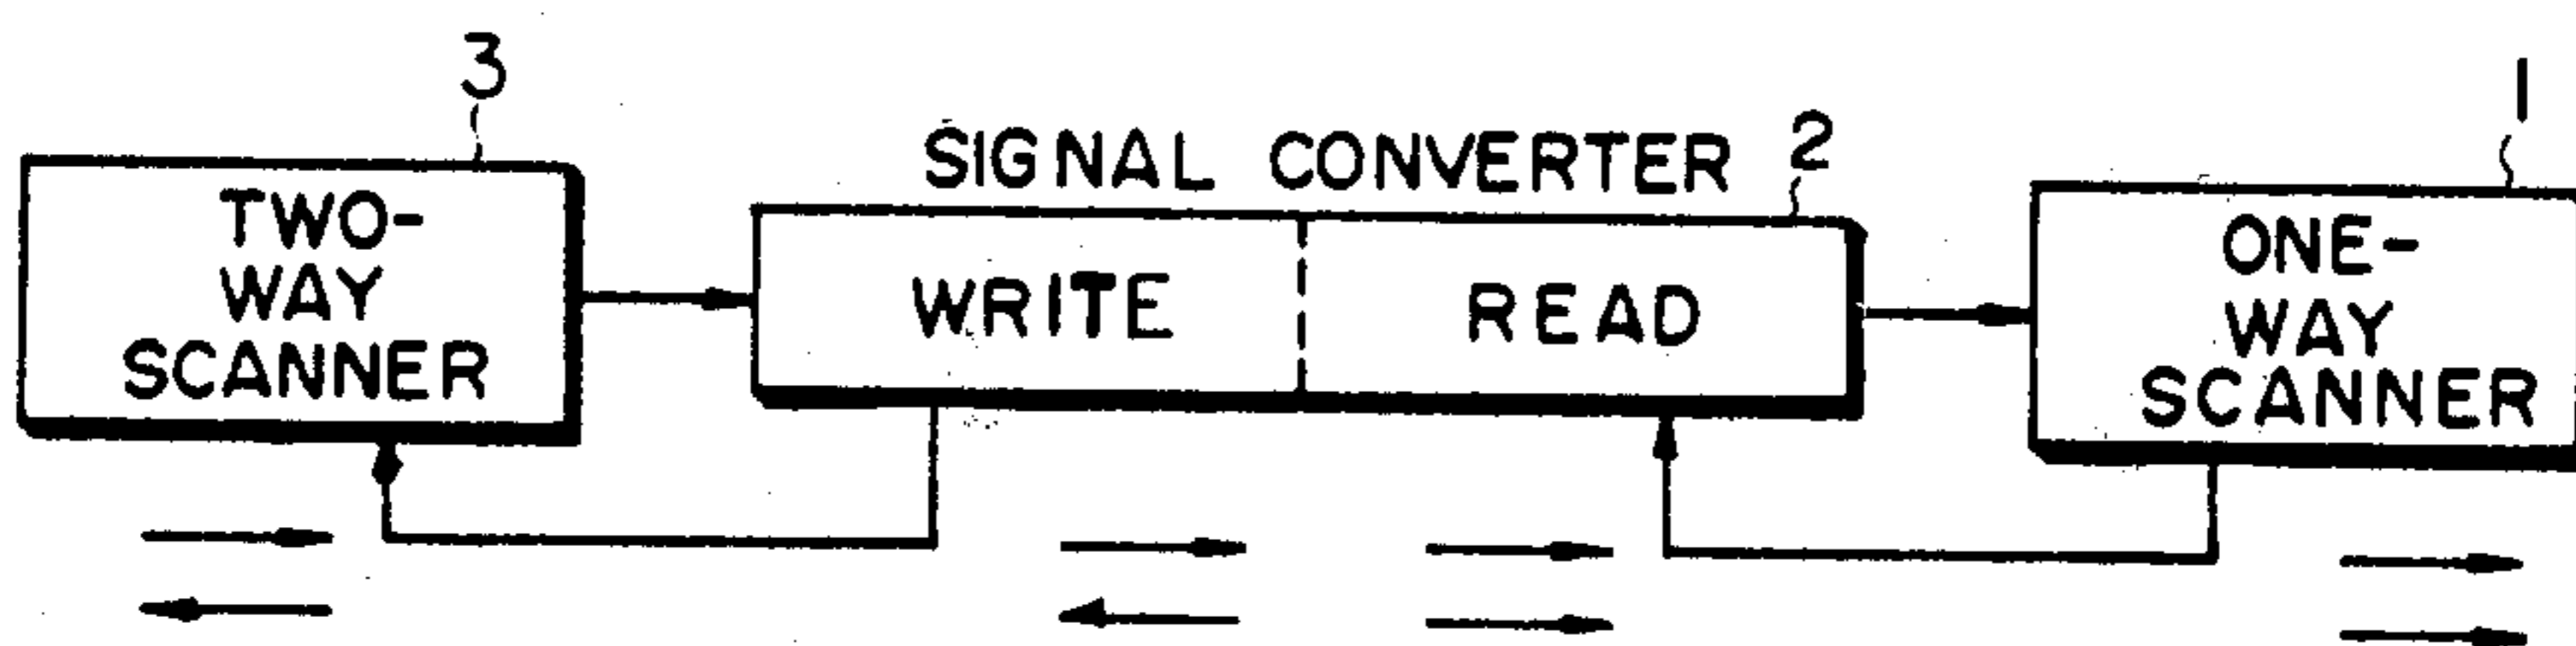 3
TWO-
WAY
SCANNER
SIGNAL CONVERTER 2
WRITE READ
1
ONE-
WAY
SCANNER